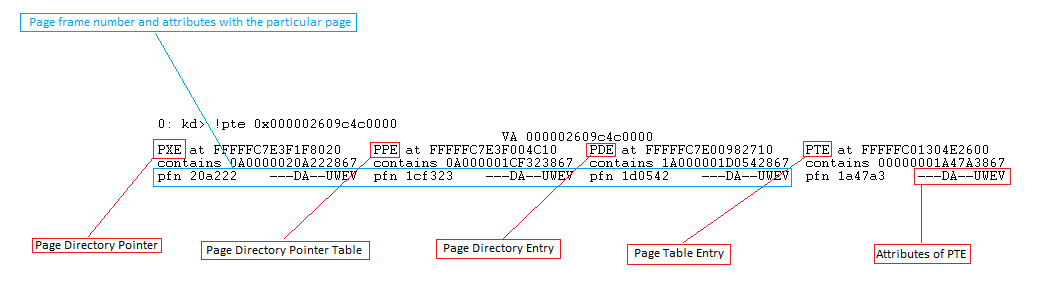 Page frame number and attributes with the particular page
0: kd> !pte 0x000002609c4c0000
VA 000002609c4c0000
PXE at FFFFFC7E3F1F8020 PPE at FFFFFC7E3F004C10 PDE at FFFFFC7E00982710 PTE at FFFFFC01304E2600
contains 0A0000020A222867 contains 0A000001CF323867 contains 1A000001D0542867 contains 00000001A47A3867
pfn 20a222 ---DA--UWEV pfn 1cf323 ---DA--UWEV pfn 1d0542 ---DA--UWEV pfn 1a47a3 ---DA--UWEV
Page Directory Pointer
Page Directory Pointer Table
Page Directory Entry
Page Table Entry
Attributes of PTE